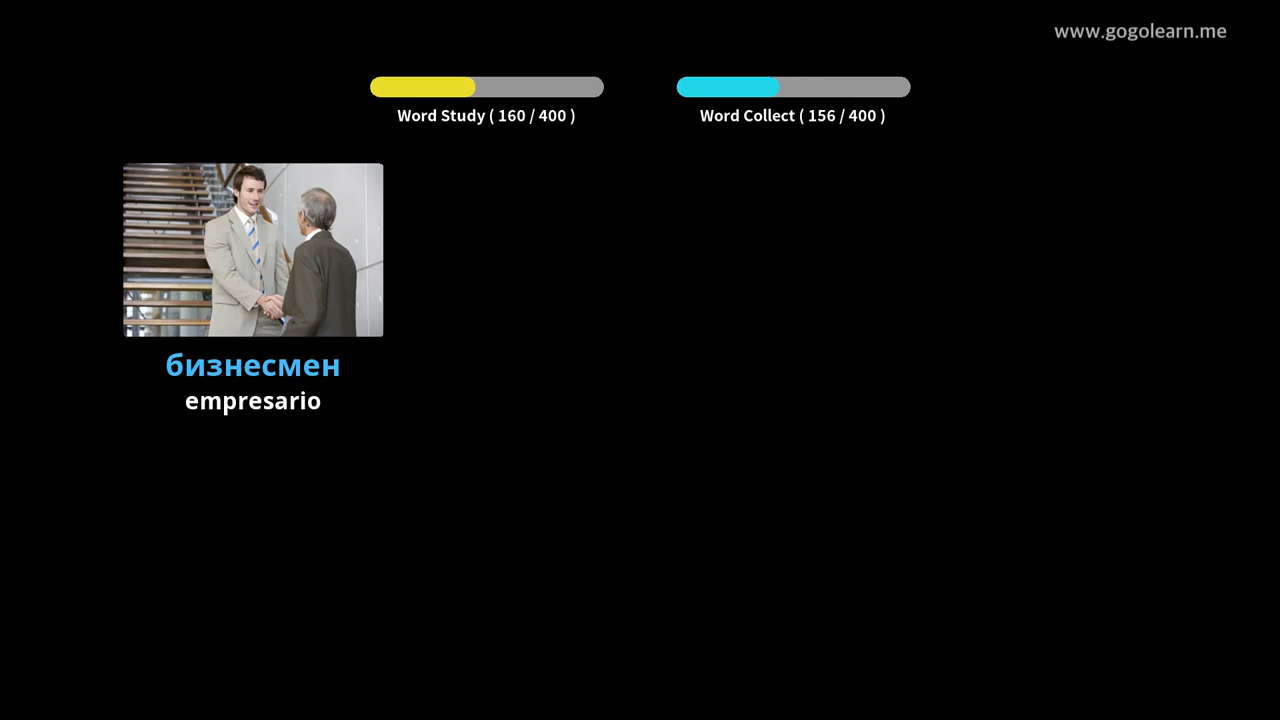 www.gogolearn.me
Word Study ( 160 / 400 )
Word Collect ( 156 / 400 )
бизнесмен
empresario